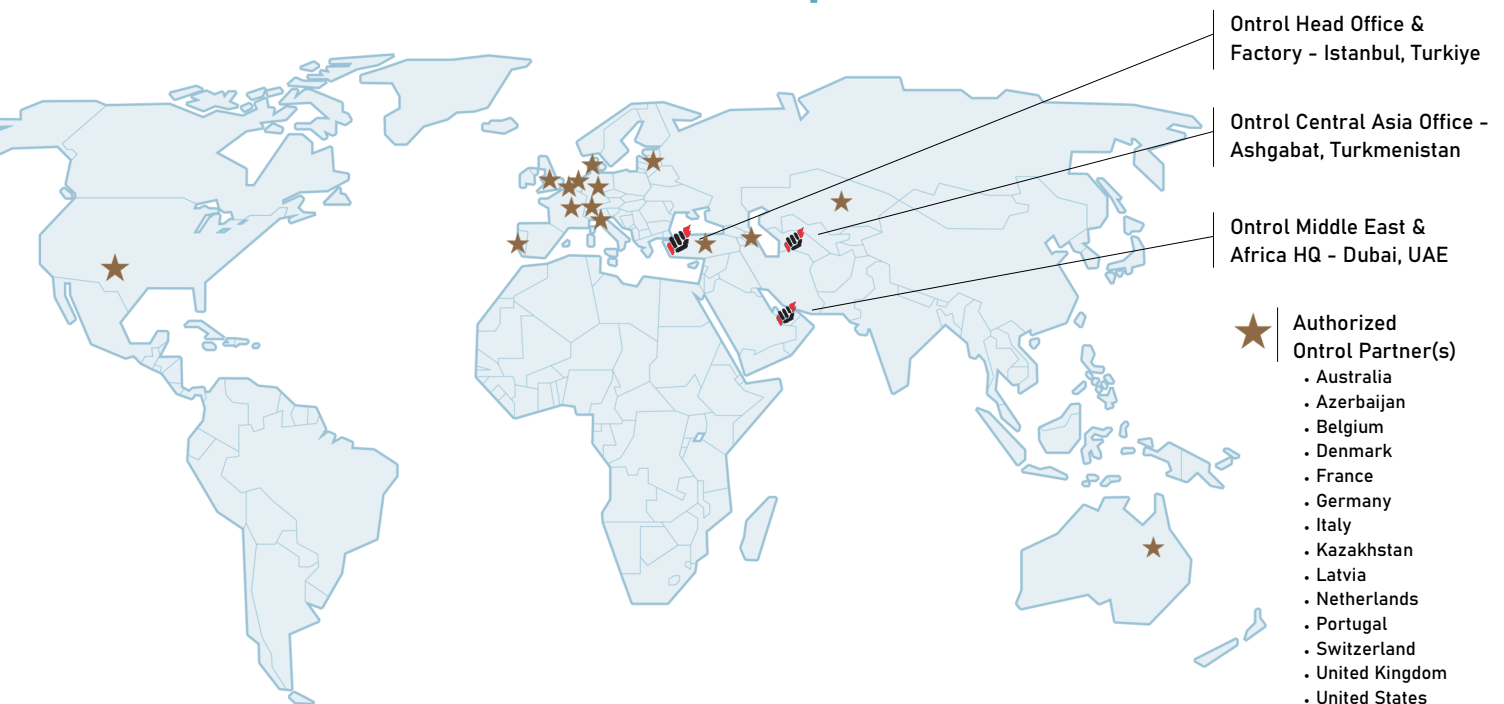 Ontrol Head Office &
Factory - Istanbul, Turkiye
Ontrol Central Asia Office -
Ashgabat, Turkmenistan
Ontrol Middle East &
Africa HQ - Dubai, UAE
Authorized
Ontrol Partner(s)
• Australia
• Azerbaijan
• Belgium
• Denmark
• France
• Germany
• Italy
• Kazakhstan
• Latvia
• Netherlands
• Portugal
• Switzerland
• United Kingdom
• United States